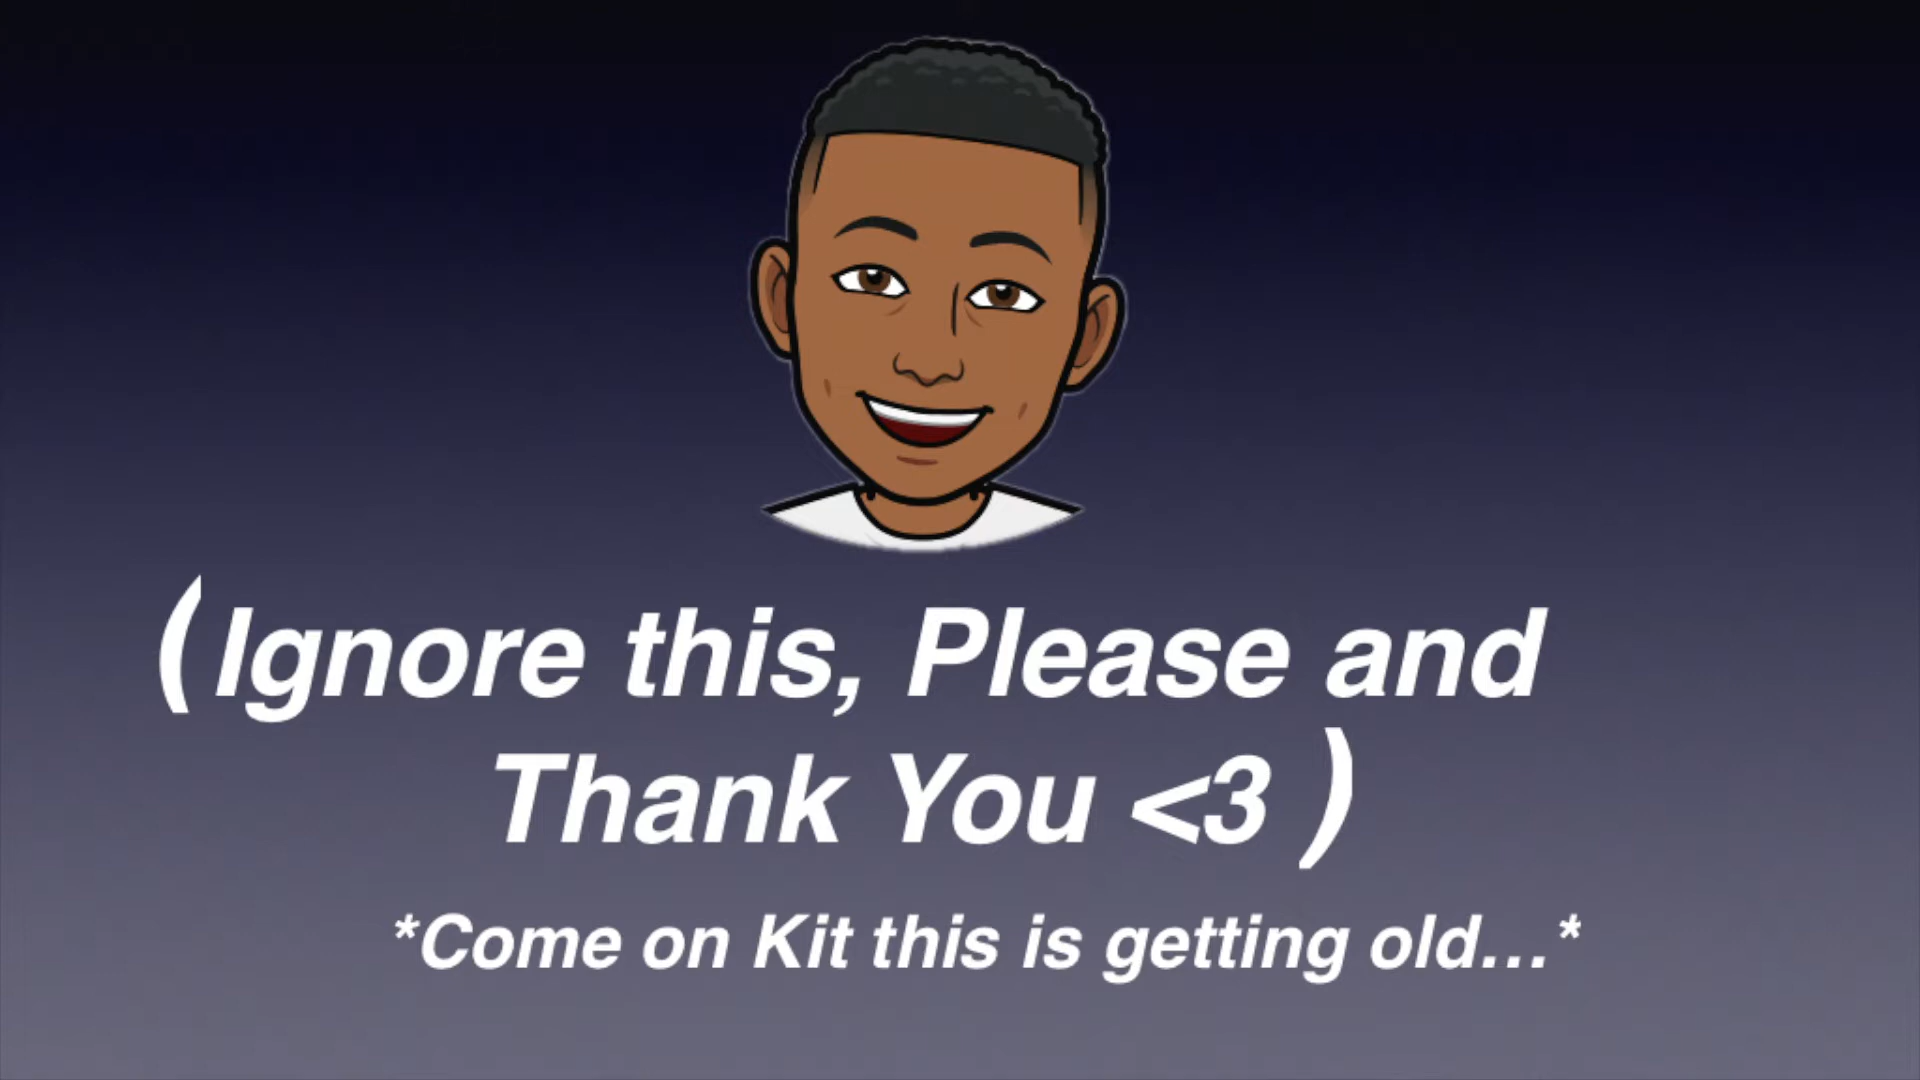 (Ignore this, Please and
Thank You <3 )
*Come on Kit this is getting old...*